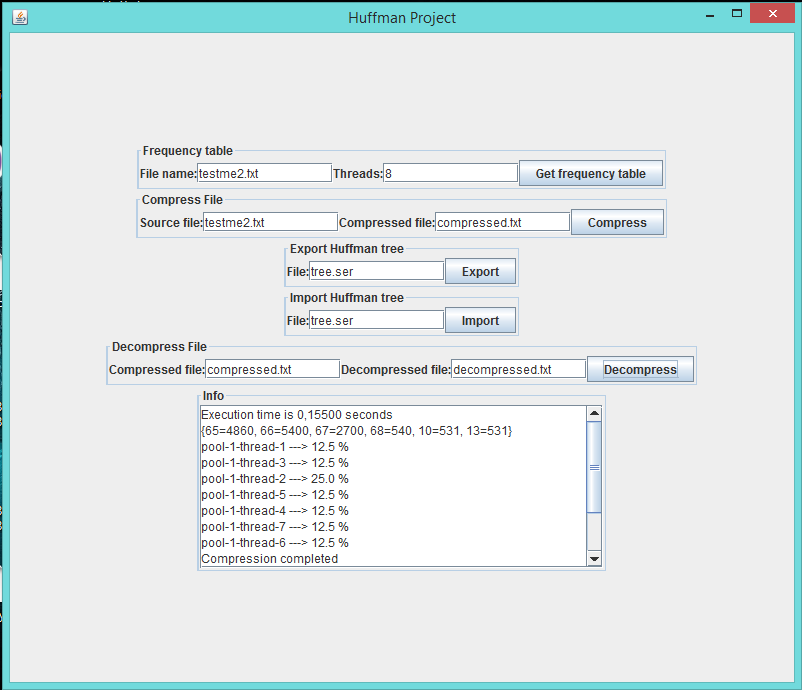 Huffman Project
Frequency table
File name: testme2.txt Threads: 8 Get frequency table
Compress File
Source file: testme2.txt Compressed file: compressed.txt Compress
Export Huffman tree
File: tree.ser Export
Import Huffman tree
File: tree.ser Import
Decompress File
Compressed file: compressed.txt Decompressed file: decompressed.txt Decompress
Info
Execution time is 0,15500 seconds
{65=4860, 66=5400, 67=2700, 68=540, 10=531, 13=531}
pool-1-thread-1 ---> 12.5 %
pool-1-thread-3 ---> 12.5 %
pool-1-thread-2 ---> 25.0 %
pool-1-thread-5 ---> 12.5 %
pool-1-thread-4 ---> 12.5 %
pool-1-thread-7 ---> 12.5 %
pool-1-thread-6 ---> 12.5 %
Compression completed